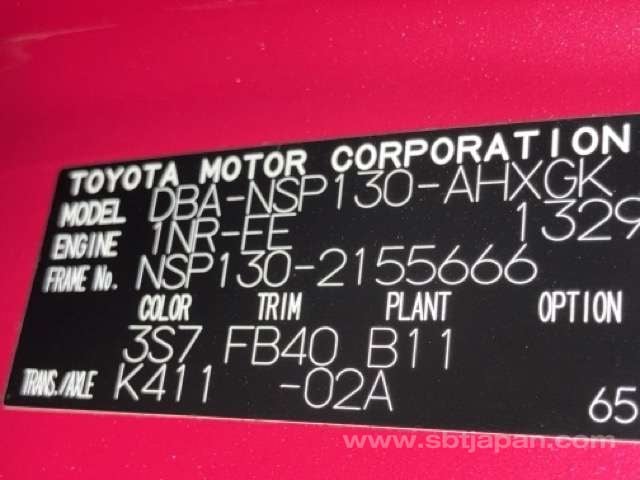 TOYOTA MOTOR CORPORATION
MODEL DBA-NSP130-AHXGK
ENGINE 1NR-FE 1329
FRAME No. NSP130-2155666
COLOR TRIM PLANT OPTION
3S7 FB40 B11
TRANS./AXLE K411 -02A 65
www.sbtjapan.com/